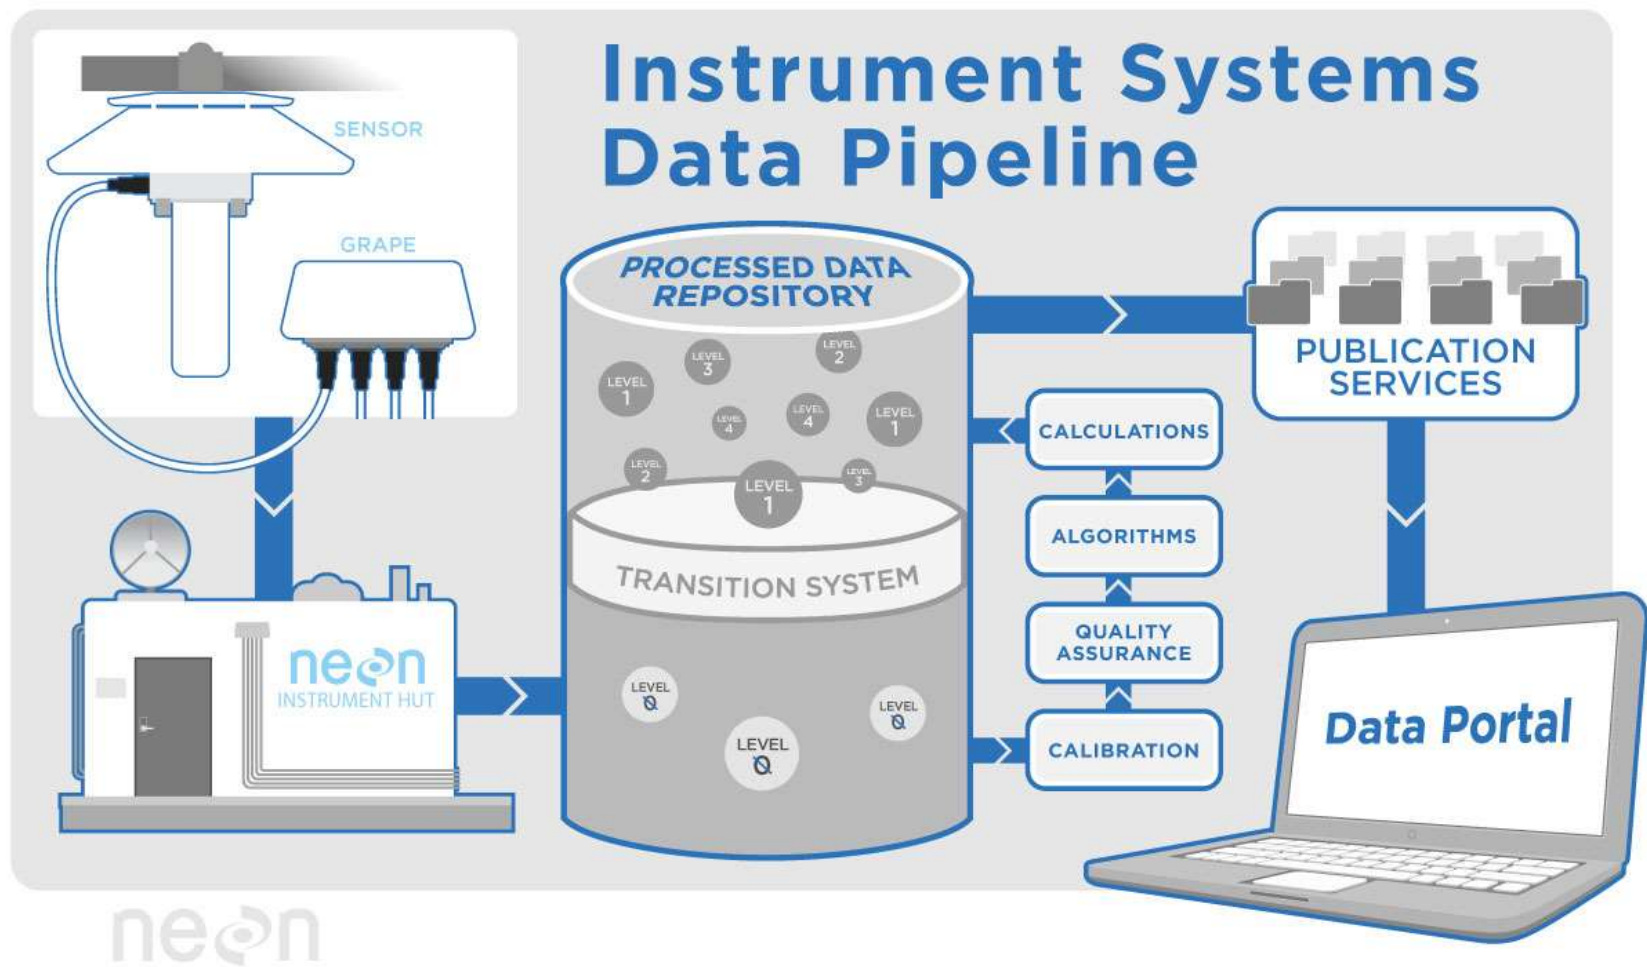 Instrument Systems
Data Pipeline
SENSOR
GRAPE
neon
INSTRUMENT HUT
PROCESSED DATA
REPOSITORY
LEVEL
1
LEVEL
3
LEVEL
2
LEVEL
4
LEVEL
4
LEVEL
1
LEVEL
2
LEVEL
1
LEVEL
3
TRANSITION SYSTEM
LEVEL
0
LEVEL
0
LEVEL
0
CALCULATIONS
ALGORITHMS
QUALITY
ASSURANCE
CALIBRATION
PUBLICATION
SERVICES
Data Portal
neon